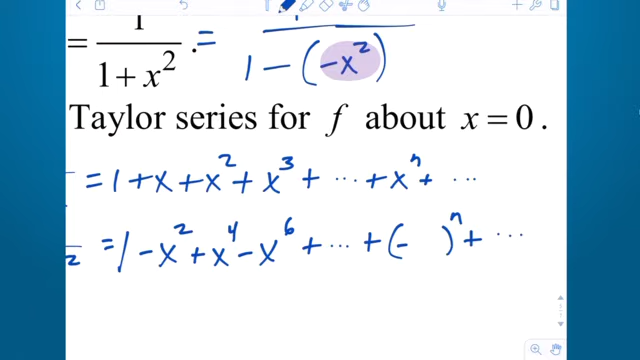 = 1/(1+x²). = 1/(1-(-x²))
Taylor series for f about x = 0.
= 1 + x + x² + x³ + ··· + xⁿ + ···
= 1 - x² + x⁴ - x⁶ + ··· + (-  )ⁿ + ···